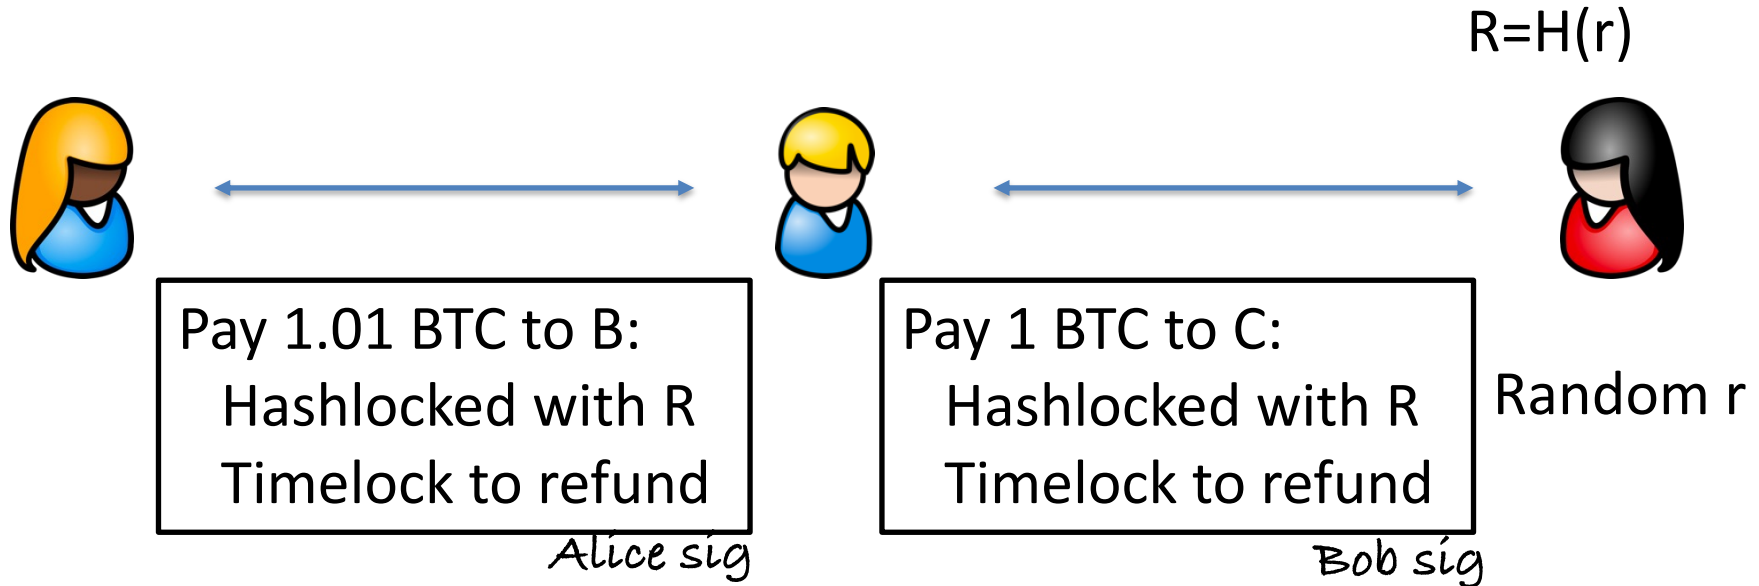 R=H(r)
Pay 1.01 BTC to B:
Hashlocked with R
Timelock to refund
Alice sig
Pay 1 BTC to C:
Hashlocked with R
Timelock to refund
Bob sig
Random r